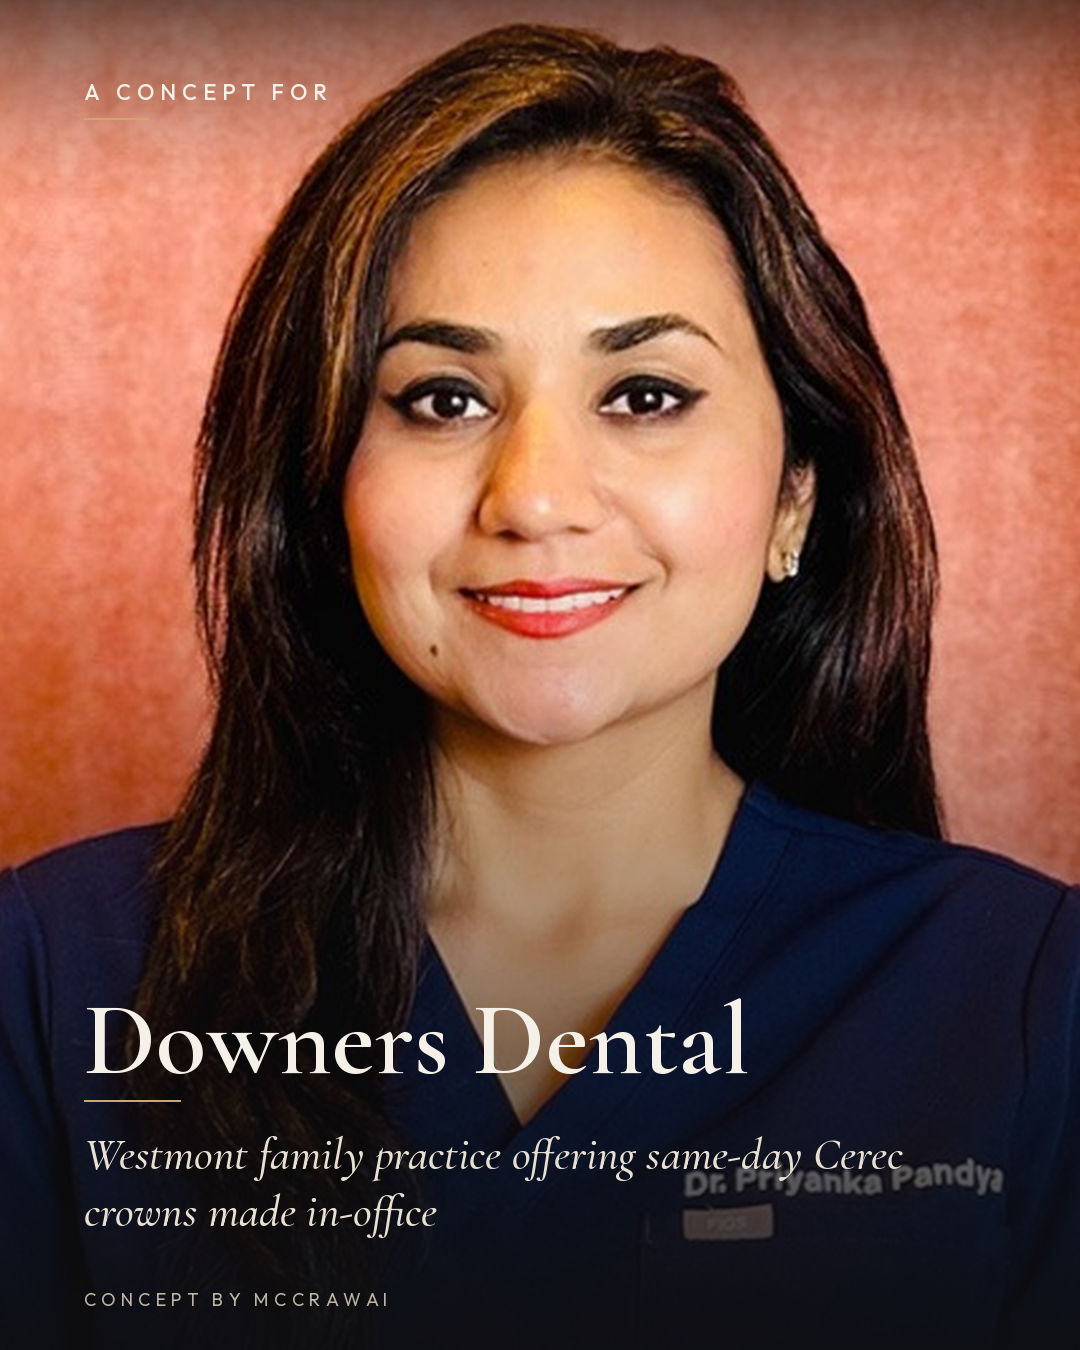 A CONCEPT FOR
Downers Dental
Westmont family practice offering same-day Cerec
Dr. Priyanka Pandya
crowns made in-office
FIGS
CONCEPT BY MCCRAWAI